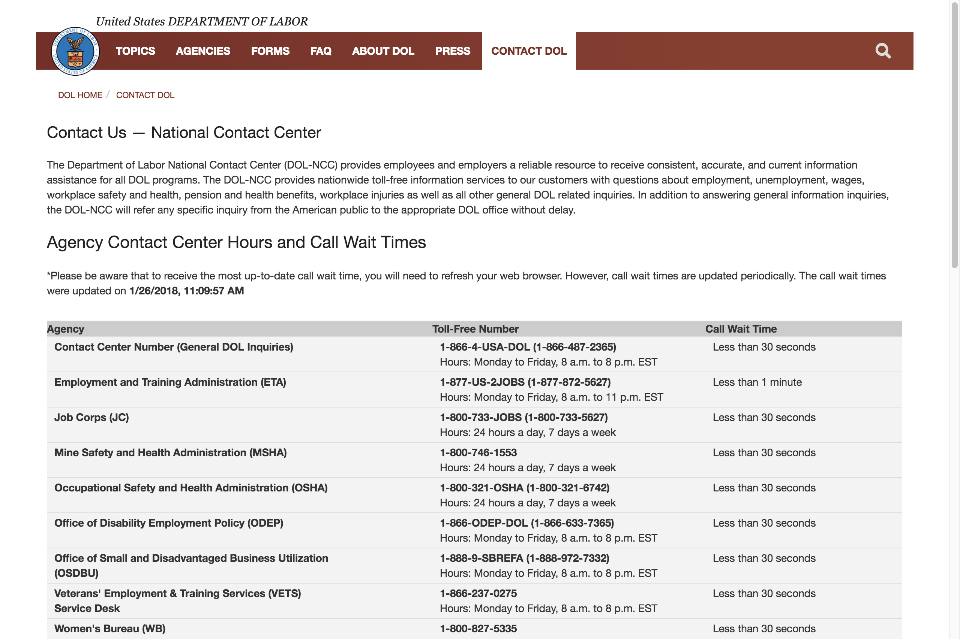 United States DEPARTMENT OF LABOR
TOPICS AGENCIES FORMS FAQ ABOUT DOL PRESS CONTACT DOL
DOL HOME / CONTACT DOL
Contact Us — National Contact Center
The Department of Labor National Contact Center (DOL-NCC) provides employees and employers a reliable resource to receive consistent, accurate, and current information
assistance for all DOL programs. The DOL-NCC provides nationwide toll-free information services to our customers with questions about employment, unemployment, wages,
workplace safety and health, pension and health benefits, workplace injuries as well as all other general DOL related inquiries. In addition to answering general information inquiries,
the DOL-NCC will refer any specific inquiry from the American public to the appropriate DOL office without delay.
Agency Contact Center Hours and Call Wait Times
*Please be aware that to receive the most up-to-date call wait time, you will need to refresh your web browser. However, call wait times are updated periodically. The call wait times
were updated on 1/26/2018, 11:09:57 AM
Agency Toll-Free Number Call Wait Time
Contact Center Number (General DOL Inquiries) 1-866-4-USA-DOL (1-866-487-2365) Less than 30 seconds
Hours: Monday to Friday, 8 a.m. to 8 p.m. EST
Employment and Training Administration (ETA) 1-877-US-2JOBS (1-877-872-5627) Less than 1 minute
Hours: Monday to Friday, 8 a.m. to 11 p.m. EST
Job Corps (JC) 1-800-733-JOBS (1-800-733-5627) Less than 30 seconds
Hours: 24 hours a day, 7 days a week
Mine Safety and Health Administration (MSHA) 1-800-746-1553 Less than 30 seconds
Hours: 24 hours a day, 7 days a week
Occupational Safety and Health Administration (OSHA) 1-800-321-OSHA (1-800-321-6742) Less than 30 seconds
Hours: 24 hours a day, 7 days a week
Office of Disability Employment Policy (ODEP) 1-866-ODEP-DOL (1-866-633-7365) Less than 30 seconds
Hours: Monday to Friday, 8 a.m. to 8 p.m. EST
Office of Small and Disadvantaged Business Utilization 1-888-9-SBREFA (1-888-972-7332) Less than 30 seconds
(OSDBU) Hours: Monday to Friday, 8 a.m. to 8 p.m. EST
Veterans' Employment & Training Services (VETS) 1-866-237-0275 Less than 30 seconds
Service Desk Hours: Monday to Friday, 8 a.m. to 8 p.m. EST
Women's Bureau (WB) 1-800-827-5335 Less than 30 seconds